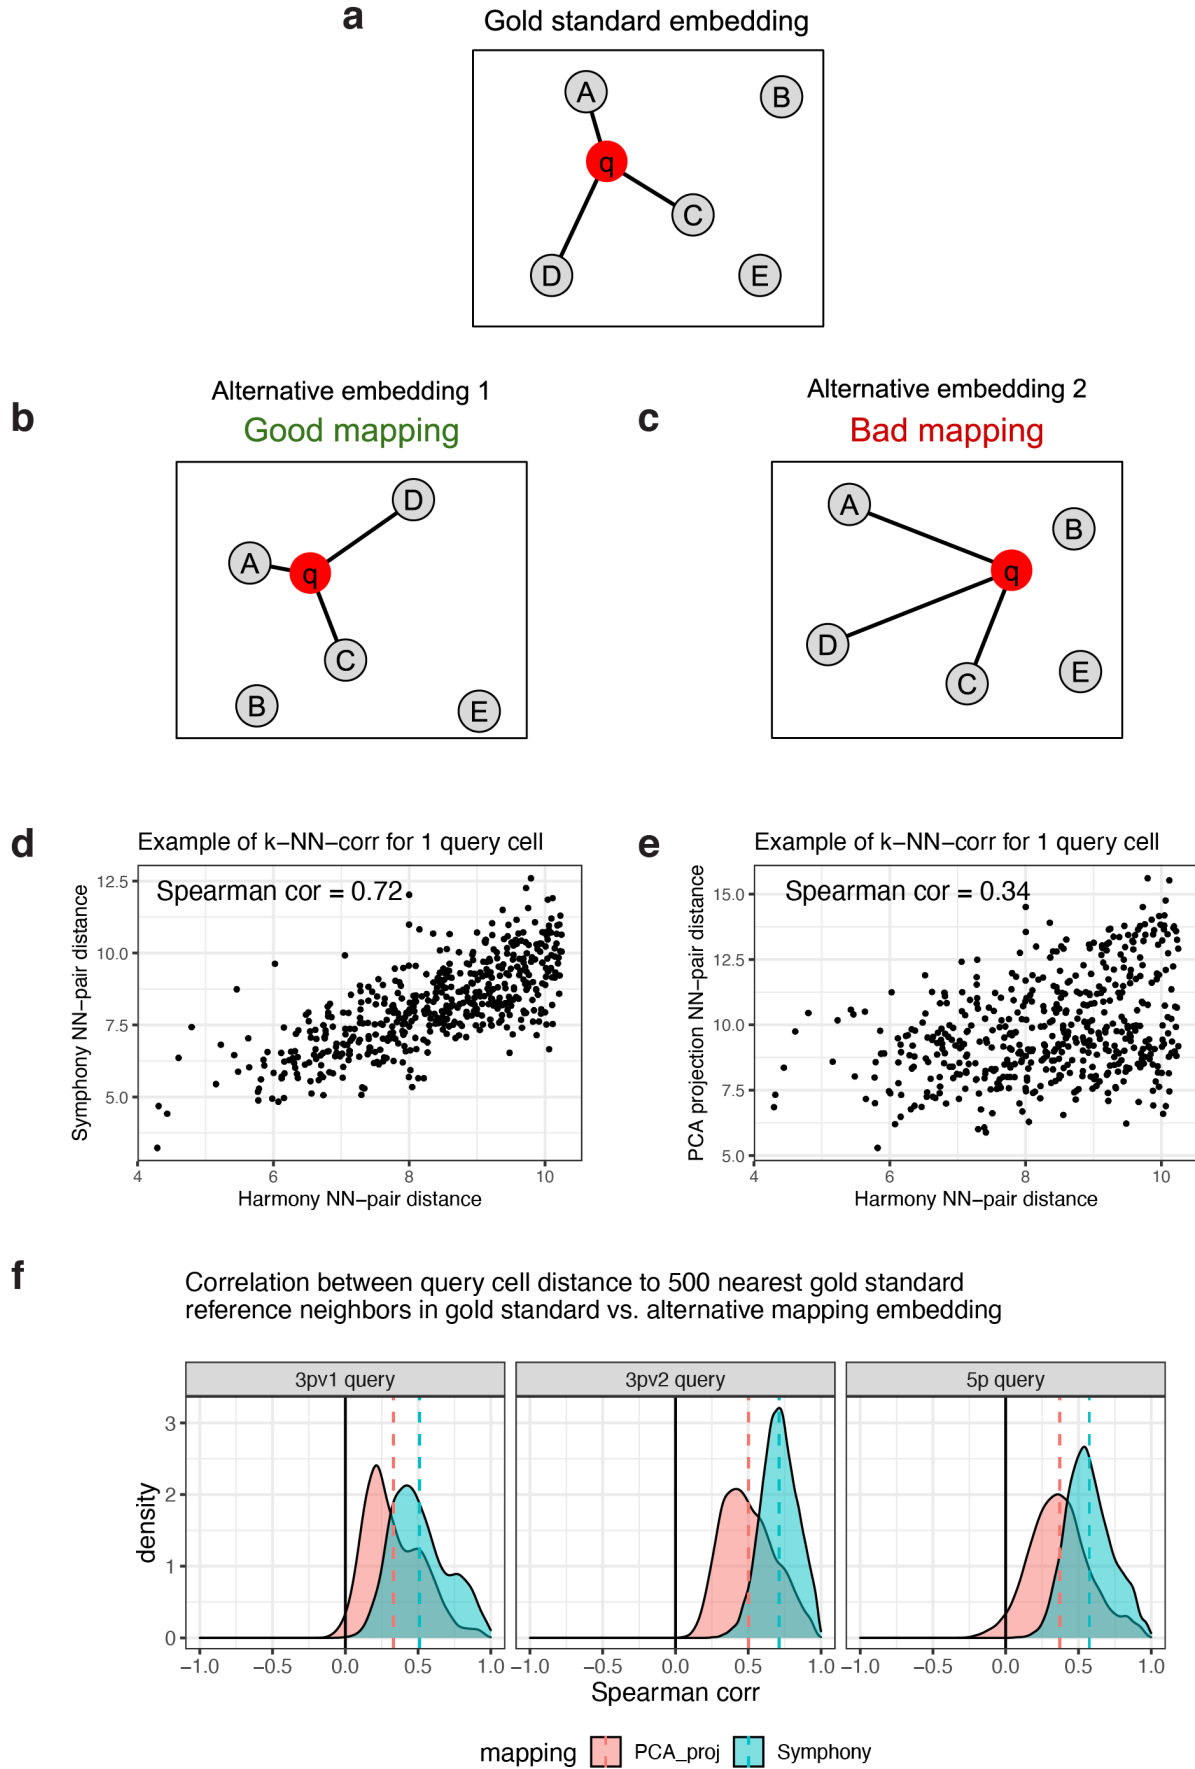 a
Gold standard embedding
A
B
q
C
D
E
b
Alternative embedding 1
Good mapping
D
A
q
C
B
E
c
Alternative embedding 2
Bad mapping
A
B
q
D
C
E
d
Example of k−NN−corr for 1 query cell
Spearman cor = 0.72
Symphony NN−pair distance
12.5
10.0
7.5
5.0
4 6 8 10
Harmony NN−pair distance
e
Example of k−NN−corr for 1 query cell
Spearman cor = 0.34
PCA projection NN−pair distance
15.0
12.5
10.0
7.5
5.0
4 6 8 10
Harmony NN−pair distance
f
Correlation between query cell distance to 500 nearest gold standard
reference neighbors in gold standard vs. alternative mapping embedding
3pv1 query 3pv2 query 5p query
density
3
2
1
0
−1.0 −0.5 0.0 0.5 1.0 −1.0 −0.5 0.0 0.5 1.0 −1.0 −0.5 0.0 0.5 1.0
Spearman corr
mapping PCA_proj Symphony